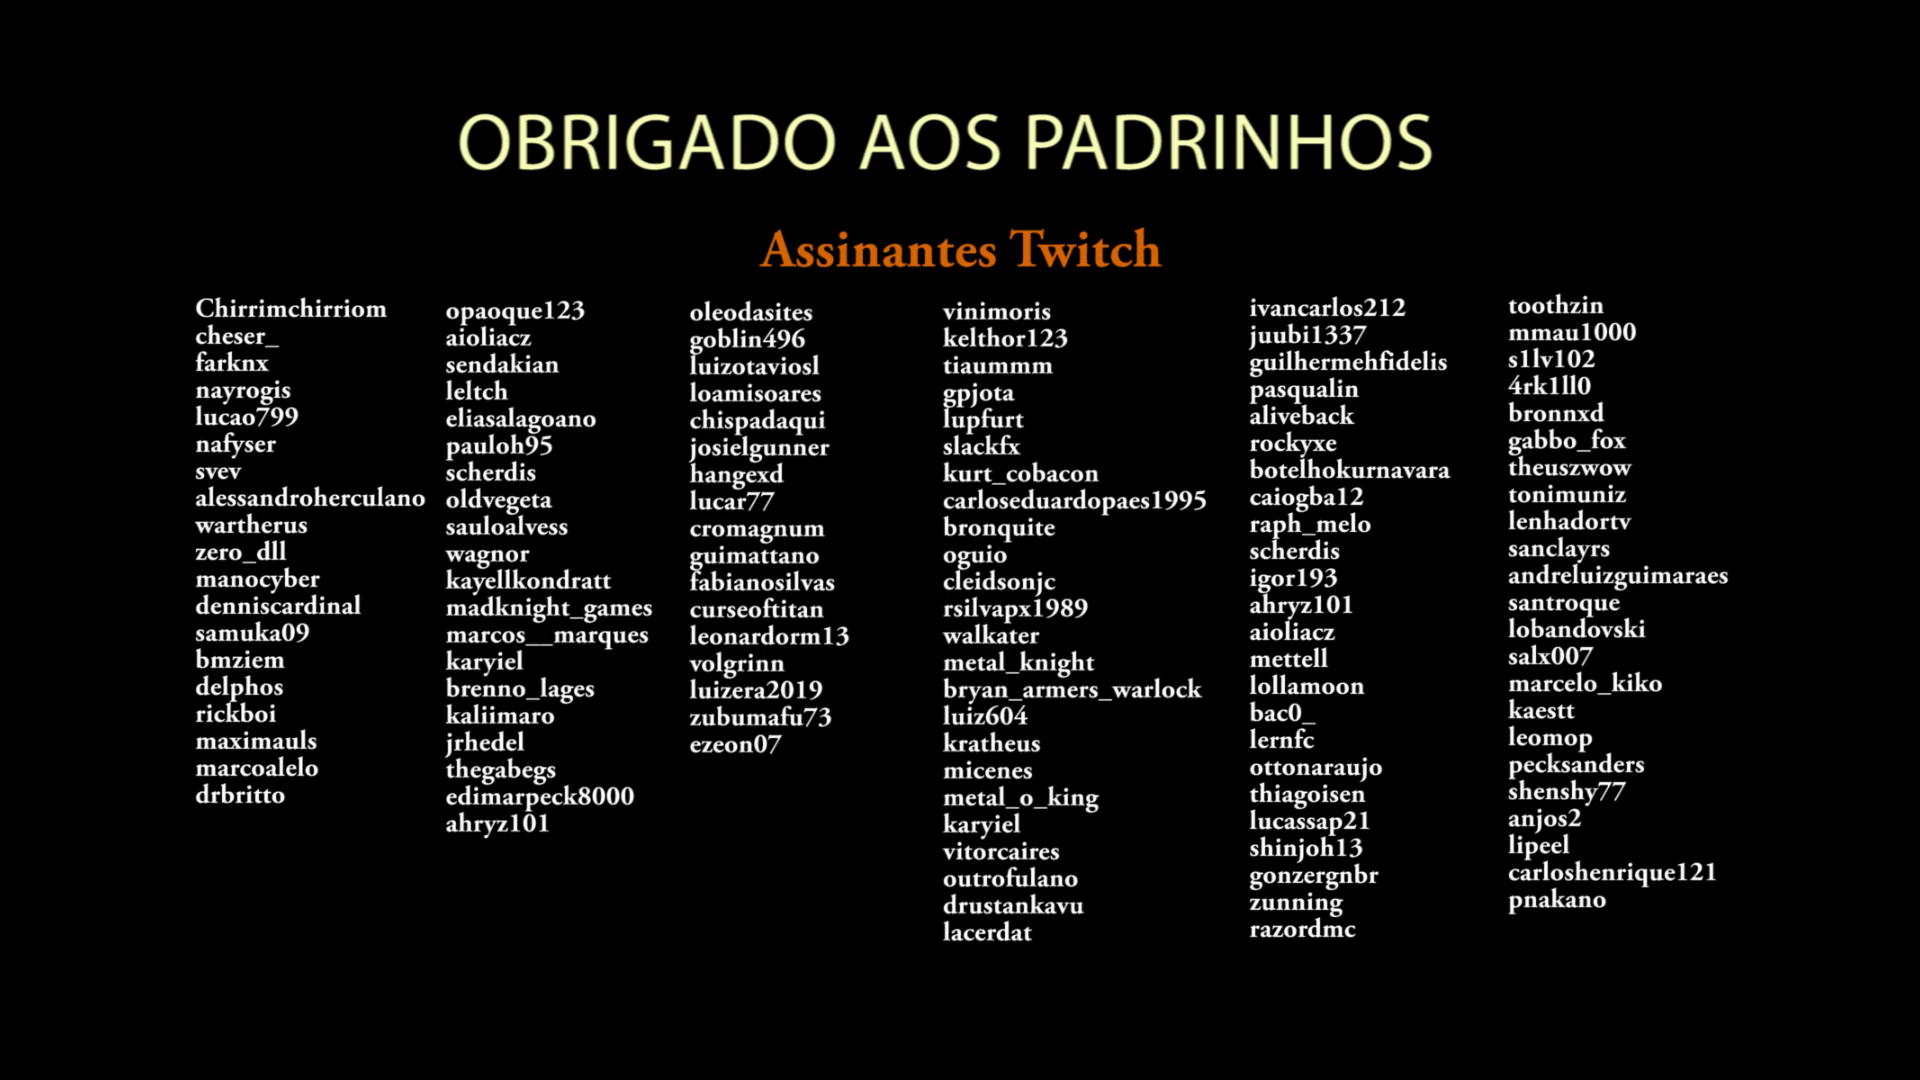 OBRIGADO AOS PADRINHOS
Assinantes Twitch
Chirrimchirriom
cheser_
farknx
nayrogis
lucao799
nafyser
svev
alessandroherculano
wartherus
zero_dll
manocyber
denniscardinal
samuka09
bmziem
delphos
rickboi
maximauls
marcoalelo
drbritto
opaoque123
aioliacz
sendakian
leltch
eliasalagoano
pauloh95
scherdis
oldvegeta
sauloalvess
wagnor
kayellkondratt
madknight_games
marcos__marques
karyiel
brenno_lages
kaliimaro
jrhedel
thegabegs
edimarpeck8000
ahryz101
oleodasites
goblin496
luizotaviosl
loamisoares
chispadaqui
josielgunner
hangexd
lucar77
cromagnum
guimattano
fabianosilvas
curseoftitan
leonardorm13
volgrinn
luizera2019
zubumafu73
ezeon07
vinimoris
kelthor123
tiaummm
gpjota
lupfurt
slackfx
kurt_cobacon
carloseduardopaes1995
bronquite
oguio
cleidsonjc
rsilvapx1989
walkater
metal_knight
bryan_armers_warlock
luiz604
kratheus
micenes
metal_o_king
karyiel
vitorcaires
outrofulano
drustankavu
lacerdat
ivancarlos212
juubi1337
guilhermehfidelis
pasqualin
aliveback
rockyxe
botelhokurnavara
caiogba12
raph_melo
scherdis
igor193
ahryz101
aioliacz
mettell
lollamoon
bac0_
lernfc
ottonaraujo
thiagoisen
lucassap21
shinjoh13
gonzergnbr
zunning
razordmc
toothzin
mmau1000
s1lv102
4rk1ll0
bronnxd
gabbo_fox
theuszwow
tonimuniz
lenhadortv
sanclayrs
andreluizguimaraes
santroque
lobandovski
salx007
marcelo_kiko
kaestt
leomop
pecksanders
shenshy77
anjos2
lipeel
carloshenrique121
pnakano